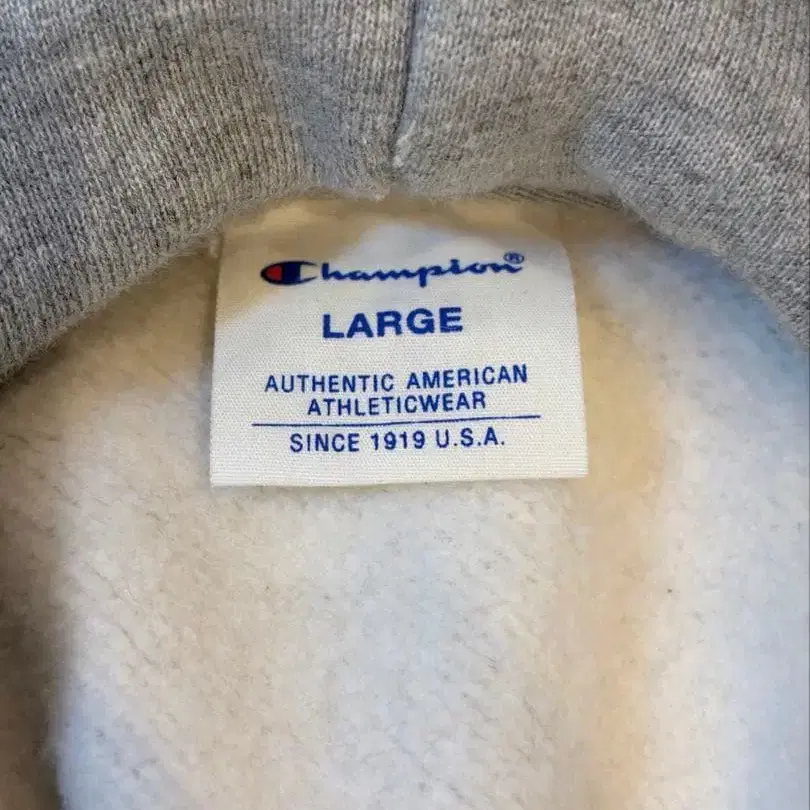 Champion®
LARGE
AUTHENTIC AMERICAN
ATHLETICWEAR
SINCE 1919 U.S.A.